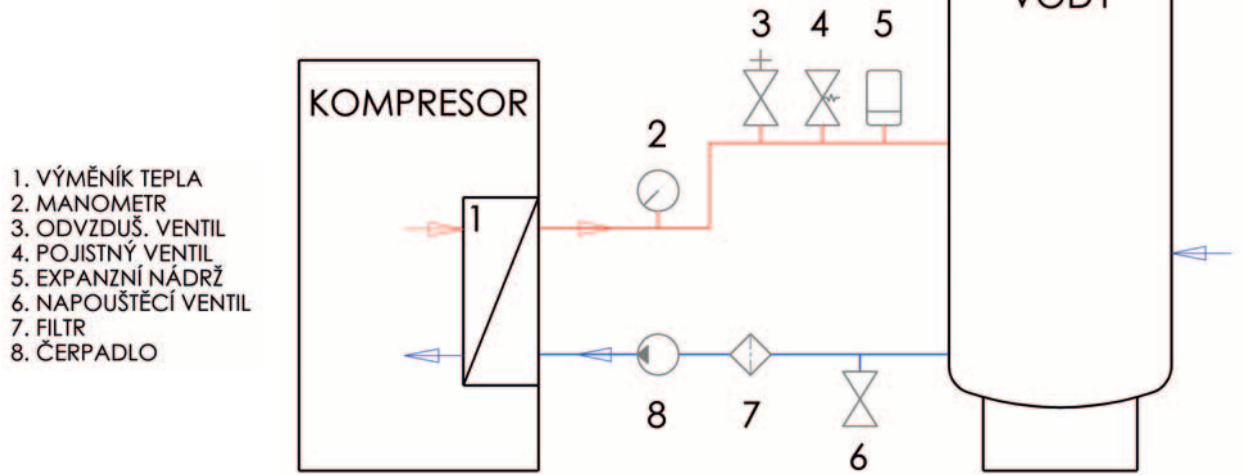 VODY
3 4 5
KOMPRESOR
2
1. VÝMĚNÍK TEPLA
2. MANOMETR
3. ODVZDUŠ. VENTIL
4. POJISTNÝ VENTIL
5. EXPANZNÍ NÁDRŽ
6. NAPOUŠTĚCÍ VENTIL
7. FILTR
8. ČERPADLO
1
8 7
6